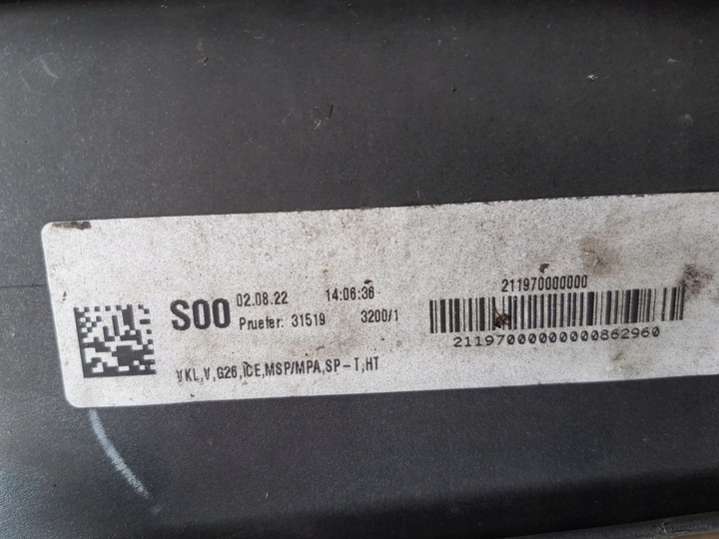 S00 02.08.22 14:06:36
Pruefer: 31519 3200/1
211970000000
21197000000000862960
VKL,V,G26,ICE,MSP/MPA,SP-T,HT